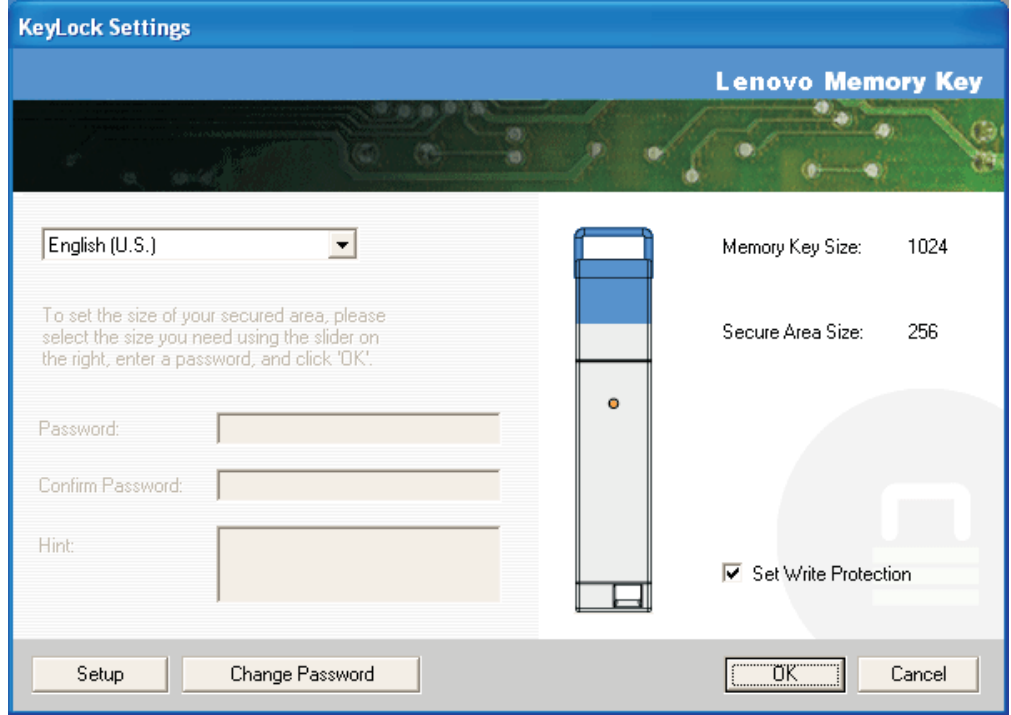 KeyLock Settings
Lenovo Memory Key
English (U.S.)
To set the size of your secured area, please
select the size you need using the slider on
the right, enter a password, and click 'OK'.
Password:
Confirm Password:
Hint:
Memory Key Size: 1024
Secure Area Size: 256
Set Write Protection
Setup
Change Password
OK
Cancel